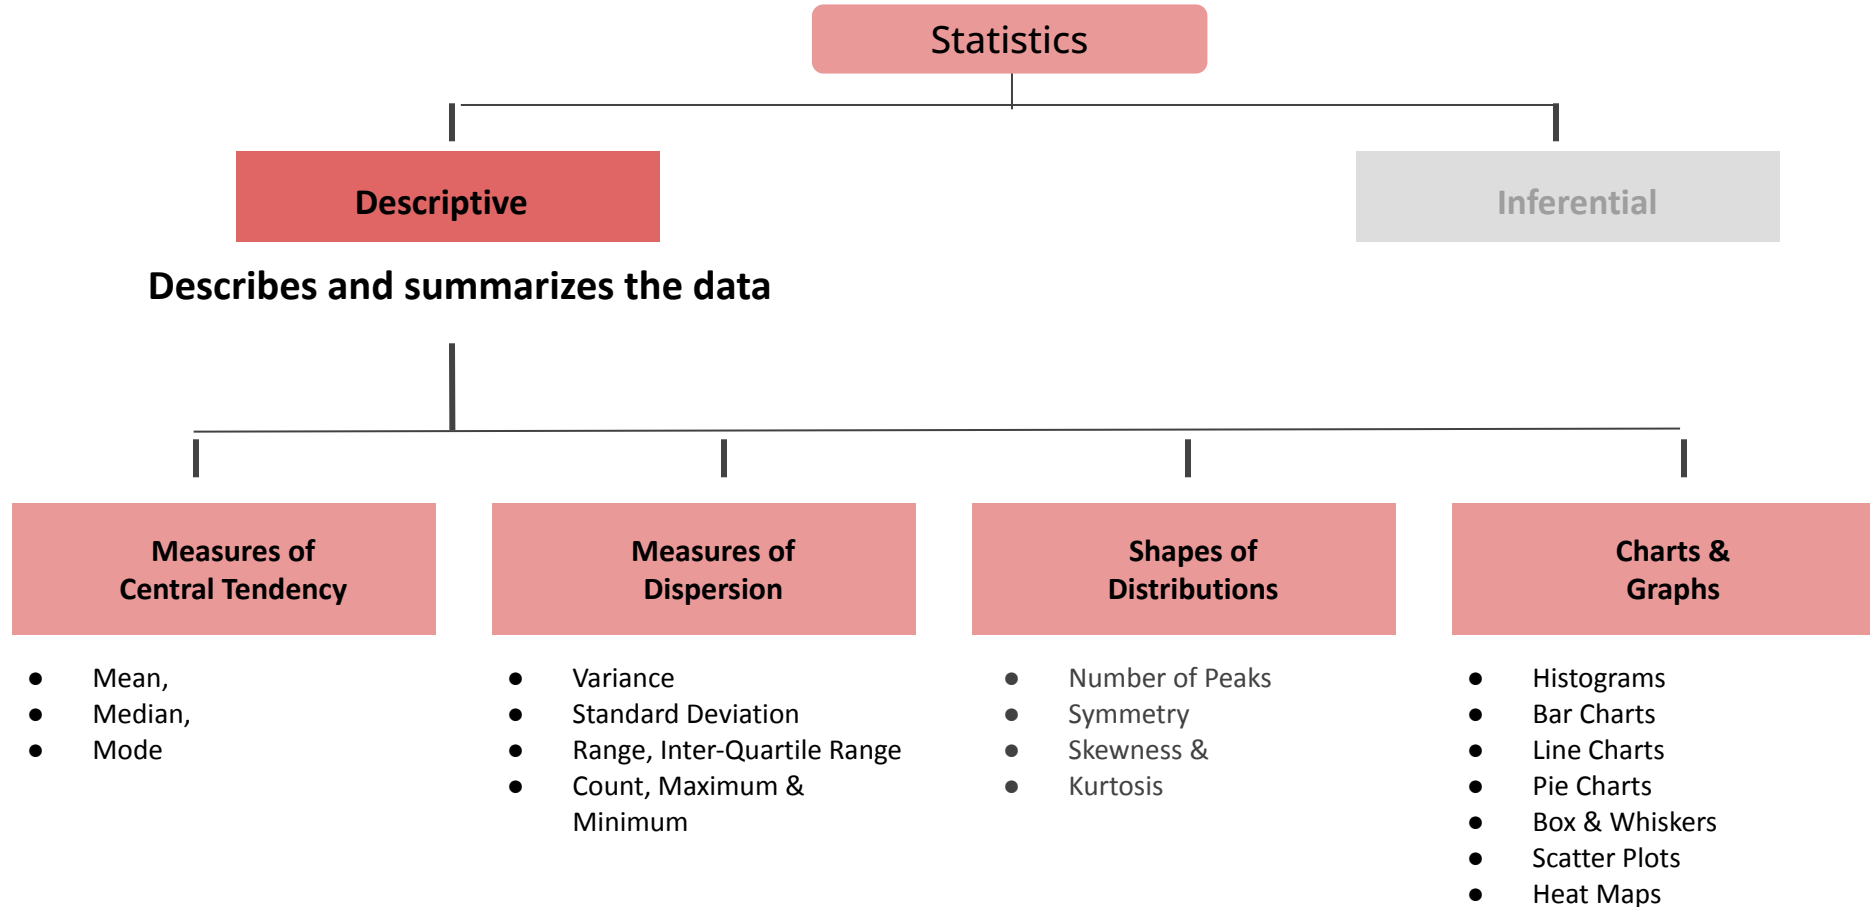 Statistics
Descriptive
Inferential
Describes and summarizes the data
Measures of
Central Tendency
Measures of
Dispersion
Shapes of
Distributions
Charts &
Graphs
● Mean,
● Median,
● Mode
● Variance
● Standard Deviation
● Range, Inter-Quartile Range
● Count, Maximum &
Minimum
● Number of Peaks
● Symmetry
● Skewness &
● Kurtosis
● Histograms
● Bar Charts
● Line Charts
● Pie Charts
● Box & Whiskers
● Scatter Plots
● Heat Maps